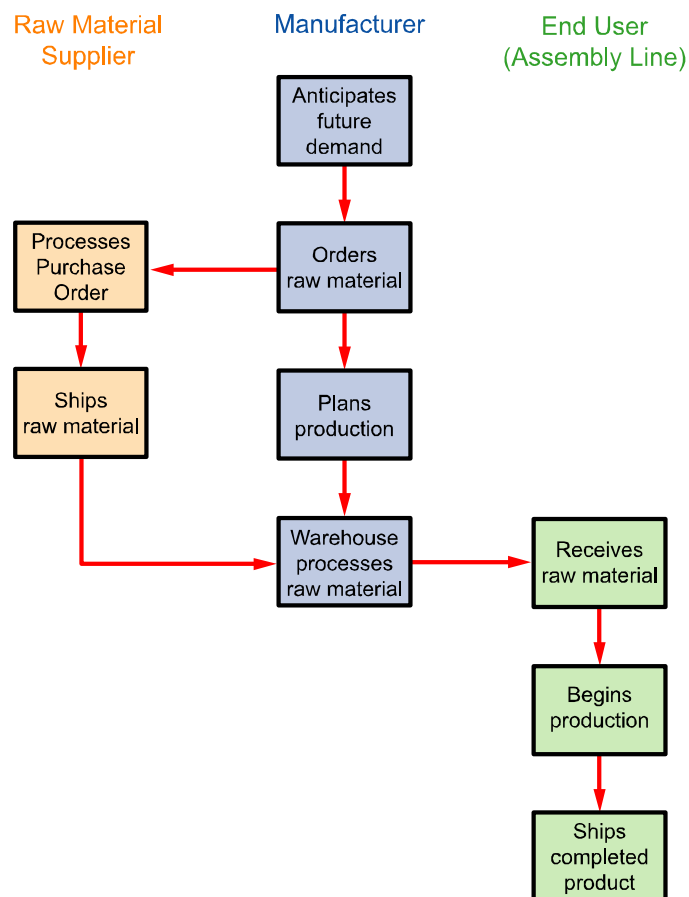 Raw Material
Supplier
Manufacturer
End User
(Assembly Line)
Anticipates
future
demand
Processes
Purchase
Order
Orders
raw material
Ships
raw material
Plans
production
Warehouse
processes
raw material
Receives
raw material
Begins
production
Ships
completed
product